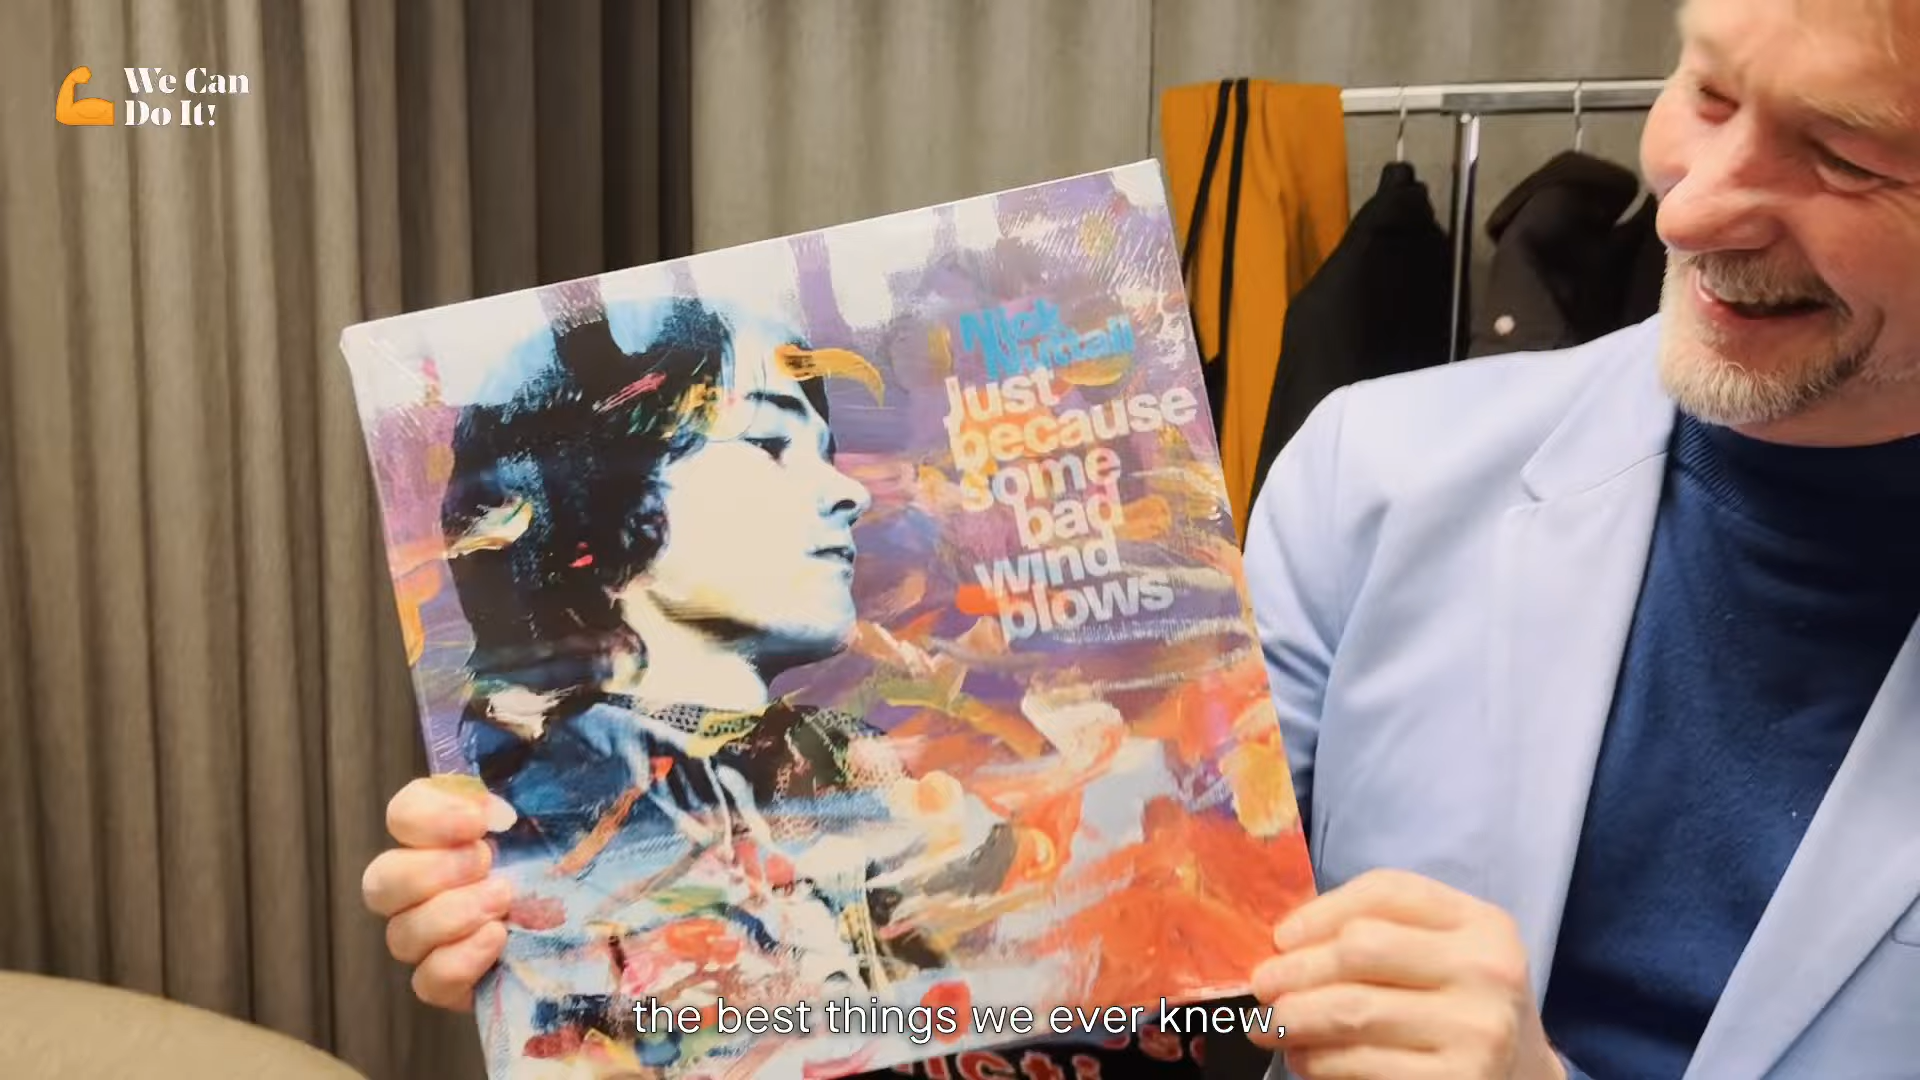 We Can
Do It!
Nick
Nuttall
Just
because
some
bad
wind
blows
the best things we ever knew,